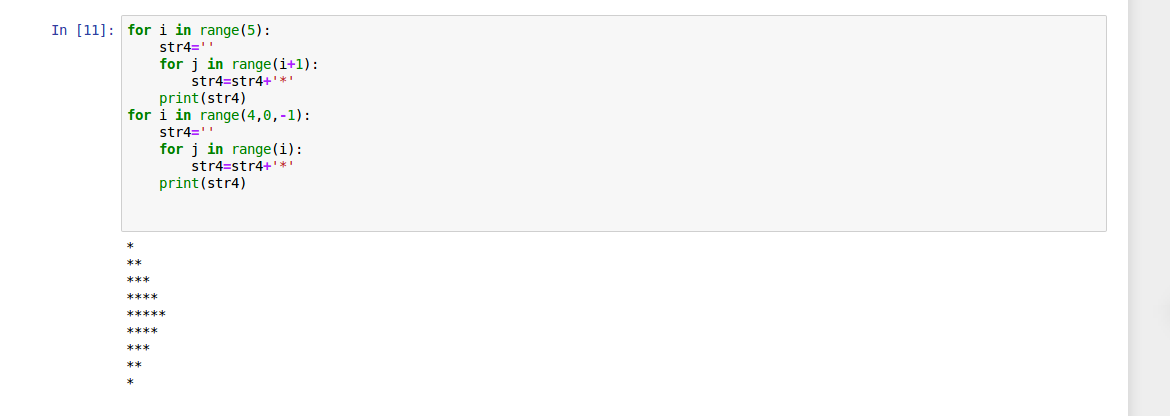 In [11]: for i in range(5):
    str4=''
    for j in range(i+1):
        str4=str4+'*'
    print(str4)
for i in range(4,0,-1):
    str4=''
    for j in range(i):
        str4=str4+'*'
    print(str4)
*
**
***
****
*****
****
***
**
*